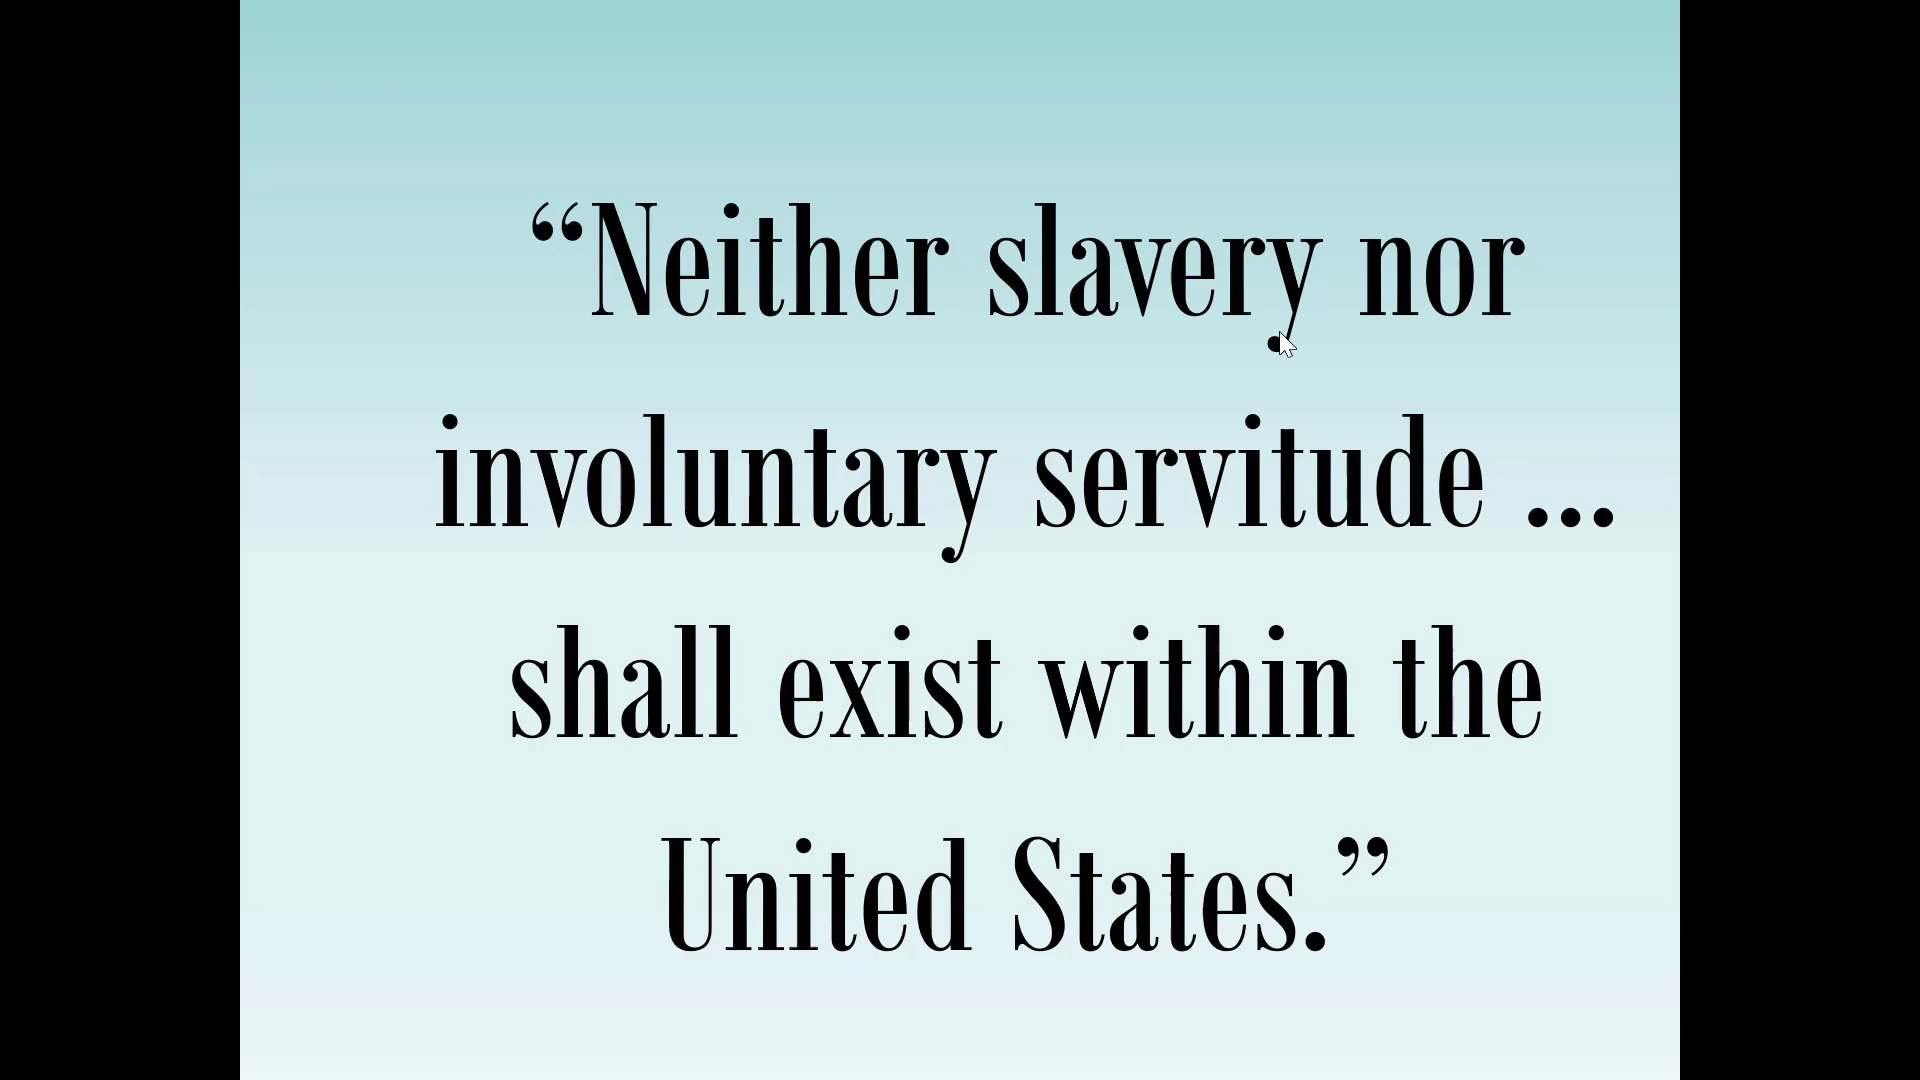 “Neither slavery nor
involuntary servitude ...
shall exist within the
United States.”